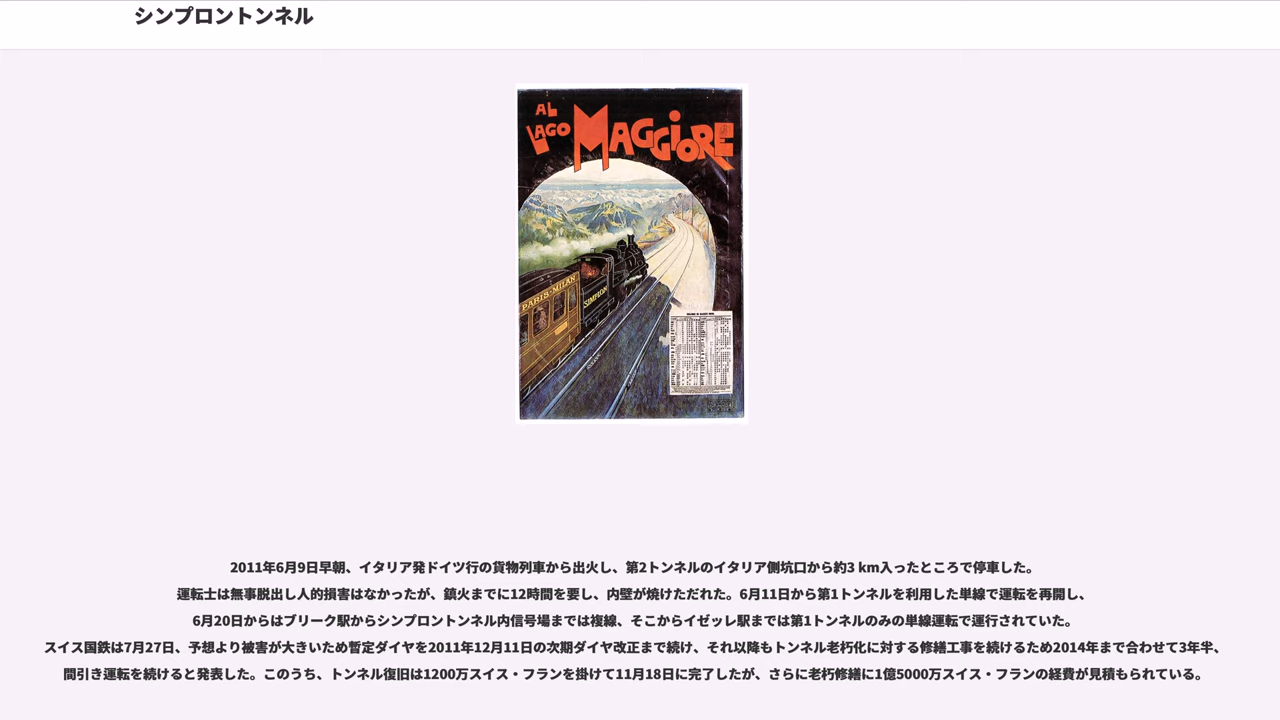 シンプロントンネル
AL
LAGO MAGGIORE
PARIS-MILAN
SIMPLON
2011年6月9日早朝、イタリア発ドイツ行の貨物列車から出火し、第2トンネルのイタリア側坑口から約3 km入ったところで停車した。
運転士は無事脱出し人的損害はなかったが、鎮火までに12時間を要し、内壁が焼けただれた。6月11日から第1トンネルを利用した単線で運転を再開し、
6月20日からはブリーク駅からシンプロントンネル内信号場までは複線、そこからイゼッレ駅までは第1トンネルのみの単線運転で運行されていた。
スイス国鉄は7月27日、予想より被害が大きいため暫定ダイヤを2011年12月11日の次期ダイヤ改正まで続け、それ以降もトンネル老朽化に対する修繕工事を続けるため2014年まで合わせて3年半、
間引き運転を続けると発表した。このうち、トンネル復旧は1200万スイス・フランを掛けて11月18日に完了したが、さらに老朽修繕に1億5000万スイス・フランの経費が見積もられている。